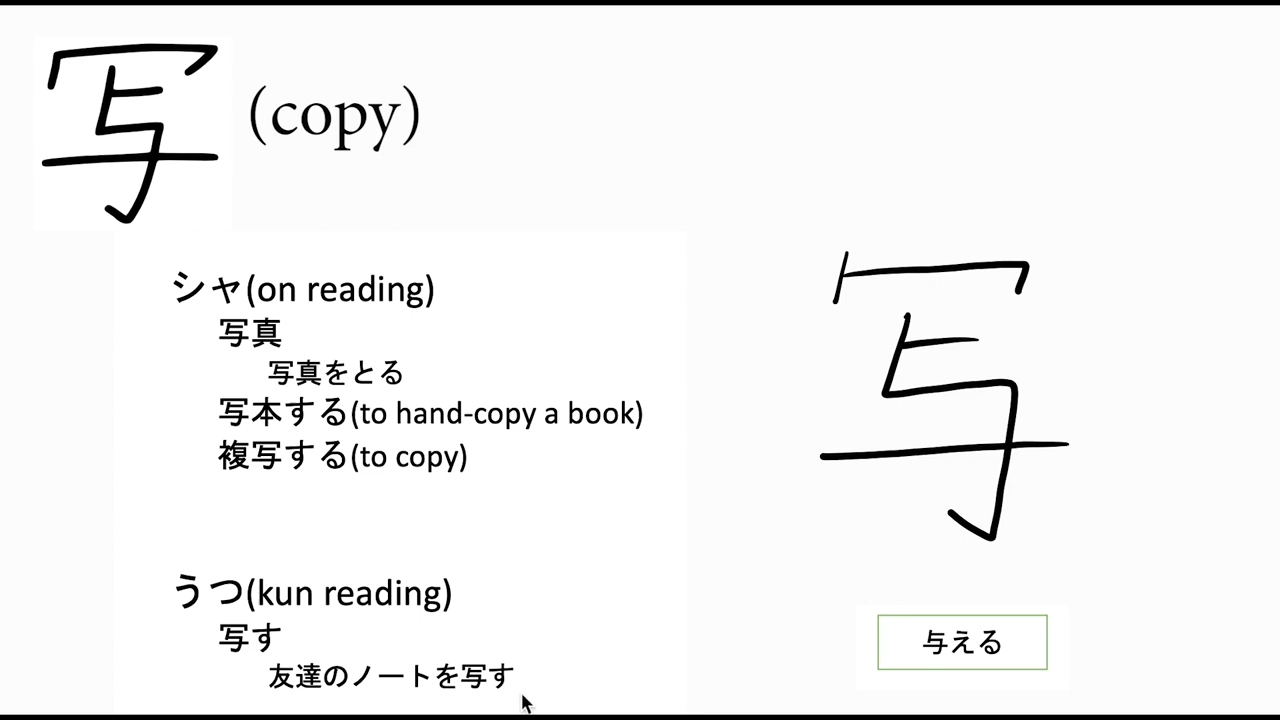 写 (copy)
シャ(on reading)
写真
写真をとる
写本する(to hand-copy a book)
複写する(to copy)
うつ(kun reading)
写す
友達のノートを写す
写
与える